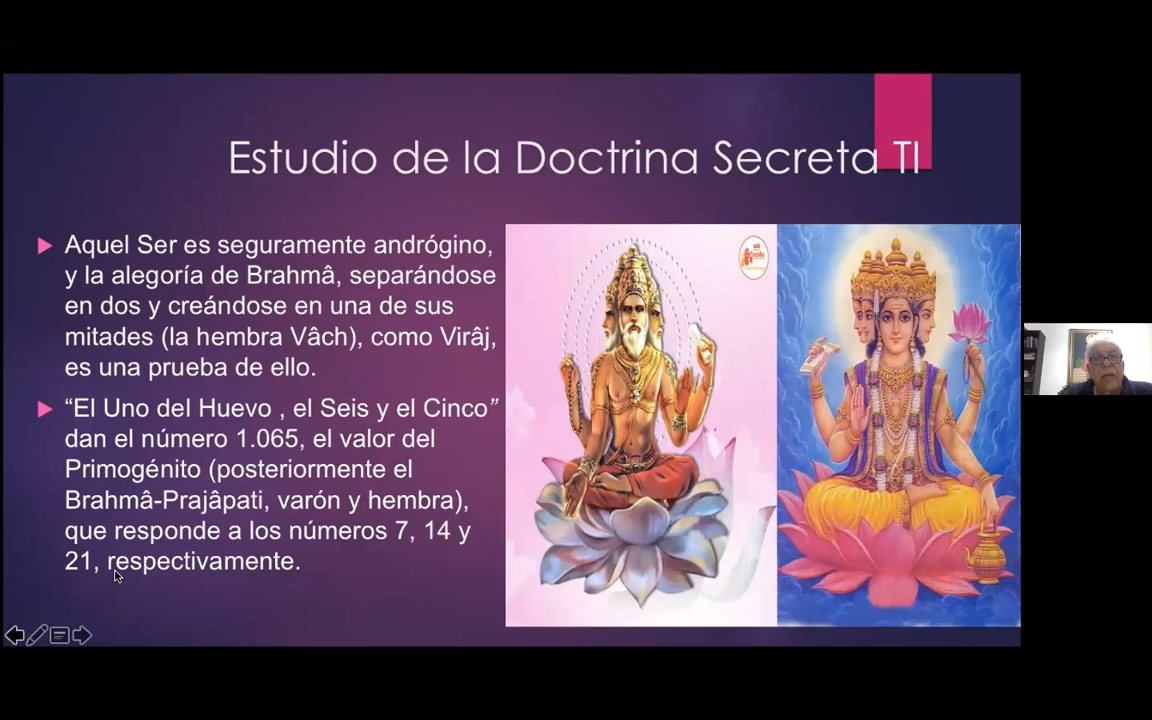 Estudio de la Doctrina Secreta TI
Aquel Ser es seguramente andrógino,
y la alegoría de Brahmâ, separándose
en dos y creándose en una de sus
mitades (la hembra Vâch), como Virâj,
es una prueba de ello.
“El Uno del Huevo , el Seis y el Cinco”
dan el número 1.065, el valor del
Primogénito (posteriormente el
Brahmâ-Prajâpati, varón y hembra),
que responde a los números 7, 14 y
21, respectivamente.